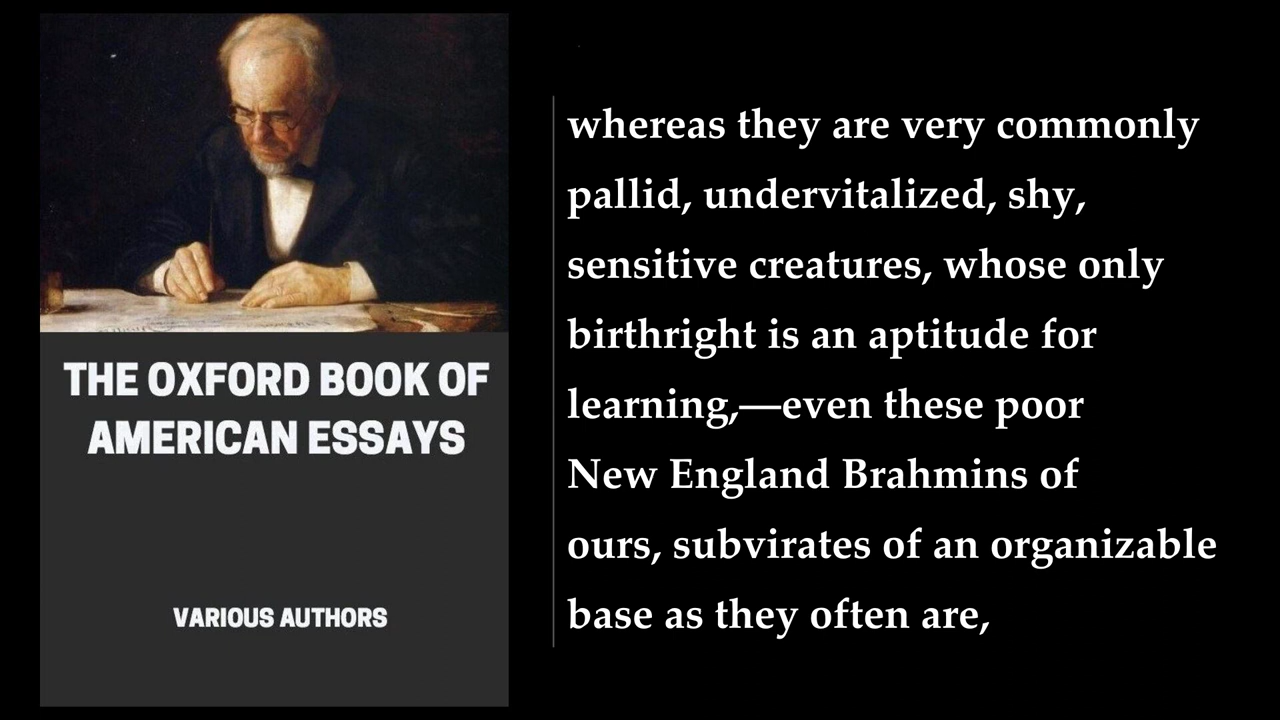 THE OXFORD BOOK OF
AMERICAN ESSAYS
VARIOUS AUTHORS
whereas they are very commonly
pallid, undervitalized, shy,
sensitive creatures, whose only
birthright is an aptitude for
learning,—even these poor
New England Brahmins of
ours, subvirates of an organizable
base as they often are,